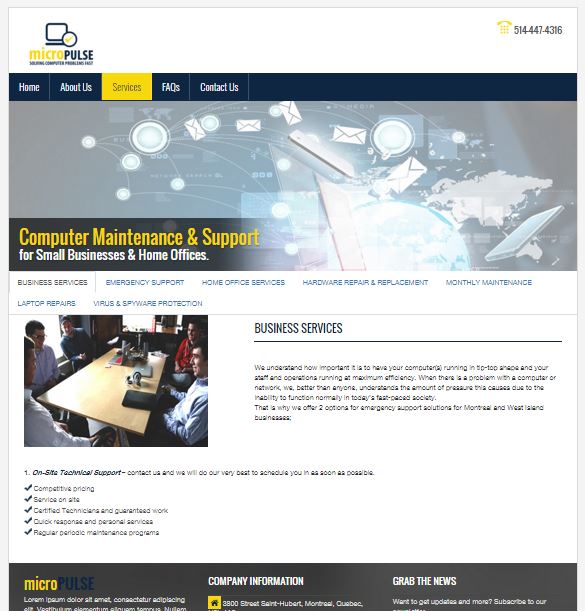 microPULSE
SOLVING COMPUTER PROBLEMS FAST
514-447-4316
Home About Us Services FAQs Contact Us
Computer Maintenance & Support
for Small Businesses & Home Offices.
BUSINESS SERVICES EMERGENCY SUPPORT HOME OFFICE SERVICES HARDWARE REPAIR & REPLACEMENT MONTHLY MAINTENANCE
LAPTOP REPAIRS VIRUS & SPYWARE PROTECTION
BUSINESS SERVICES
We understand how important it is to have your computer(s) running in tip-top shape and your
staff and operations running at maximum efficiency. When there is a problem with a computer or
network, we, better than anyone, understands the amount of pressure this causes due to the
inability to function normally in today's fast-paced society.
That is why we offer 2 options for emergency support solutions for Montreal and West Island
businesses:
1. On-Site Technical Support – contact us and we will do our very best to schedule you in as soon as possible.
Competitive pricing
Service on site
Certified Technicians and guaranteed work
Quick response and personal services
Regular periodic maintenance programs
microPULSE
Lorem ipsum dolor sit amet, consectetur adipiscing
elit. Vestibulum elementum aliquam tempus. Nullam
COMPANY INFORMATION
3800 Street Saint-Hubert, Montreal, Quebec,
GRAB THE NEWS
Want to get updates and more? Subscribe to our
newsletter